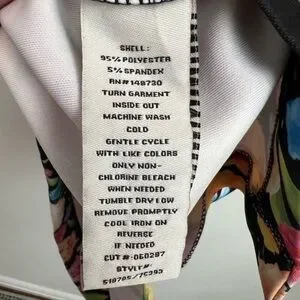 SHELL:
95% POLYESTER
5% SPANDEX
RN# 148730
TURN GARMENT
INSIDE OUT
MACHINE WASH
COLD
GENTLE CYCLE
WITH LIKE COLORS
ONLY NON-
CHLORINE BLEACH
WHEN NEEDED
TUMBLE DRY LOW
REMOVE PROMPTLY
COOL IRON ON
REVERSE
IF NEEDED
CUT #:060287
STYLE#: